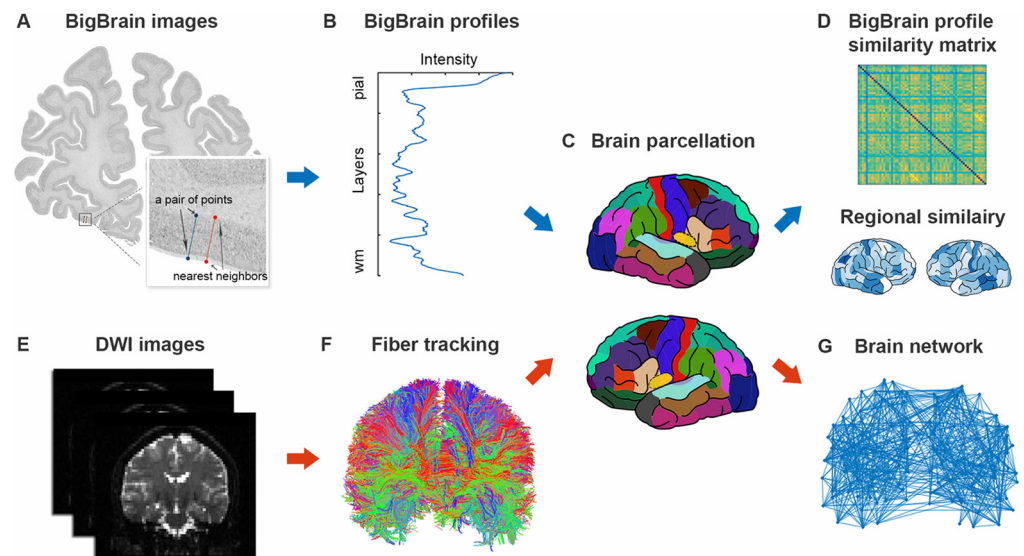 A BigBrain images
B BigBrain profiles
D BigBrain profile
similarity matrix
Intensity
pial
Layers
wm
a pair of points
nearest neighbors
C Brain parcellation
Regional similairy
E DWI images
F Fiber tracking
G Brain network